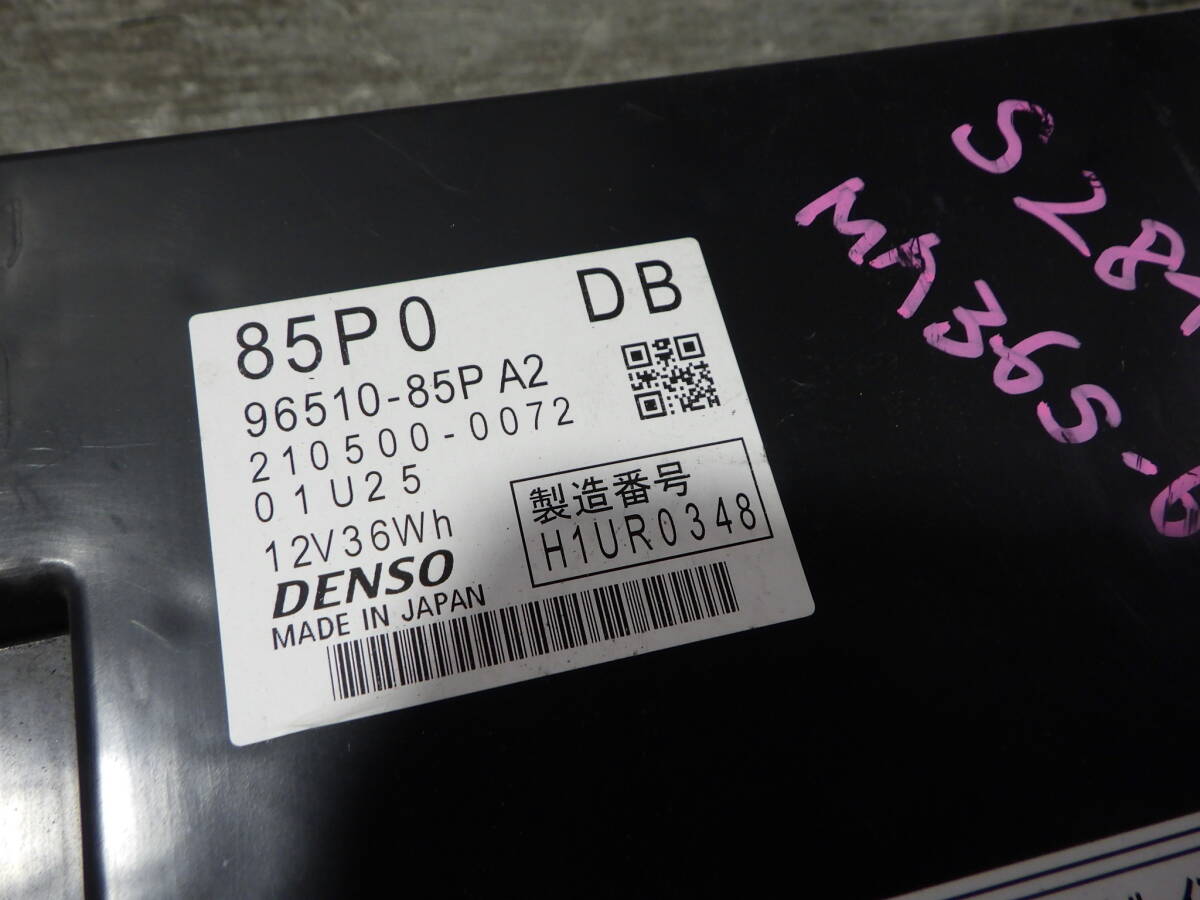 85P0 DB
96510-85P A2
210500-0072
01U25
12V36Wh
製造番号
H1UR0348
DENSO
MADE IN JAPAN
S28
MA36S-6